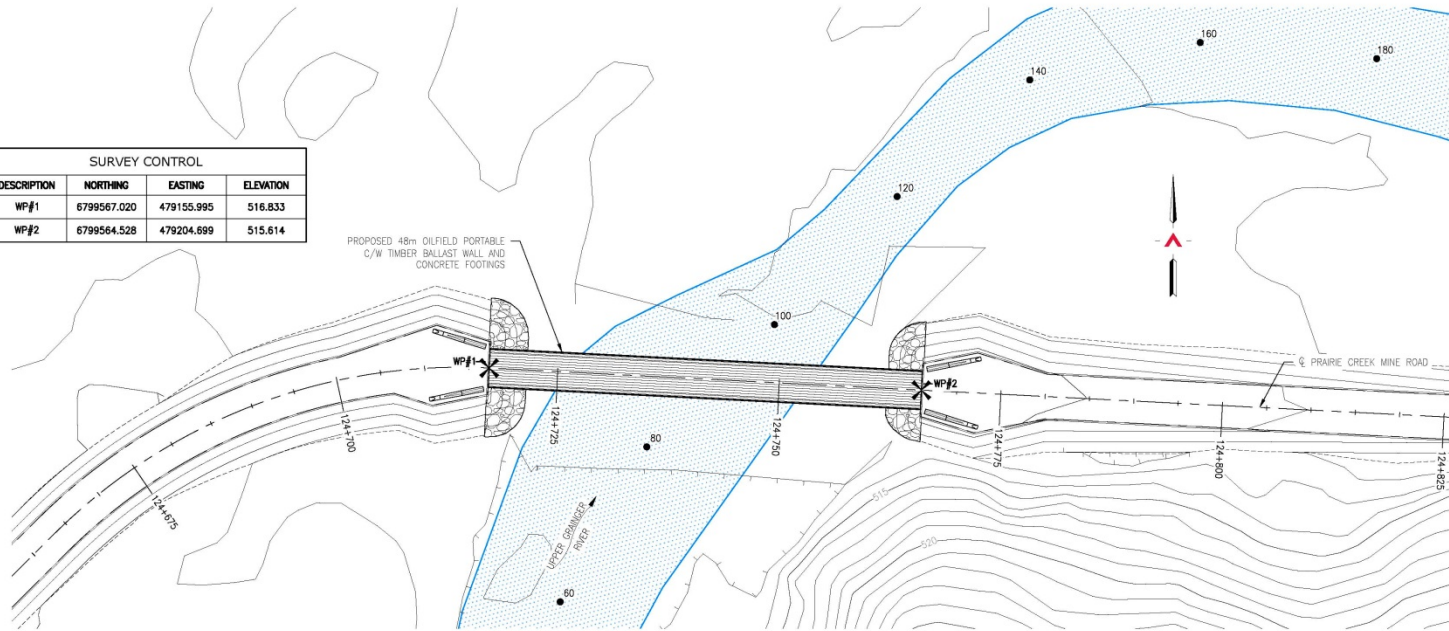 SURVEY CONTROL
DESCRIPTION NORTHING EASTING ELEVATION
WP#1 6799567.020 479155.995 516.833
WP#2 6799564.528 479204.699 515.614
160
180
140
120
PROPOSED 48m OILFIELD PORTABLE
C/W TIMBER BALLAST WALL AND
CONCRETE FOOTINGS
100
WP#1
WP#2
℄ PRAIRIE CREEK MINE ROAD
124+675
124+700
124+725
124+750
124+775
124+800
124+825
80
515
UPPER GRAINGER
RIVER
520
60